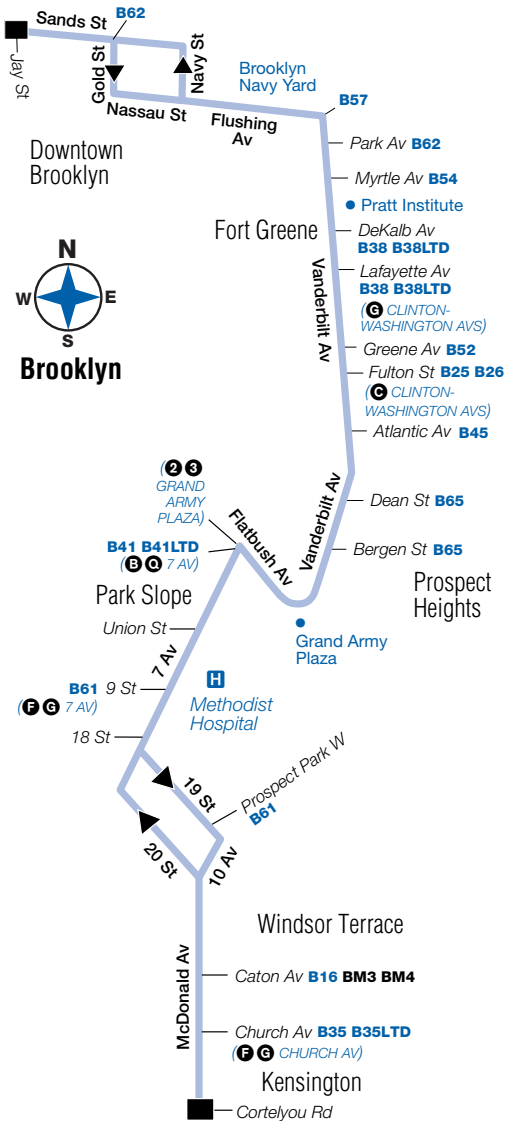 B62
Sands St
Jay St
Gold St
Navy St
Nassau St
Brooklyn
Navy Yard
Flushing
Av
B57
Downtown
Brooklyn
Park Av B62
Myrtle Av B54
Pratt Institute
Fort Greene
DeKalb Av
B38 B38LTD
Lafayette Av
B38 B38LTD
(G CLINTON-
WASHINGTON AVS)
Vanderbilt Av
N
W E
S
Brooklyn
Greene Av B52
Fulton St B25 B26
(C CLINTON-
WASHINGTON AVS)
Atlantic Av B45
(2 3
GRAND
ARMY
PLAZA)
Flatbush Av
Vanderbilt Av
Dean St B65
B41 B41LTD
(B Q 7 AV)
Bergen St B65
Park Slope
Prospect
Heights
Union St
7 Av
Grand Army
Plaza
B61 9 St
(F G 7 AV)
H
Methodist
Hospital
18 St
19 St
Prospect Park W
B61
20 St
10 Av
Windsor Terrace
McDonald Av
Caton Av B16 BM3 BM4
Church Av B35 B35LTD
(F G CHURCH AV)
Kensington
Cortelyou Rd